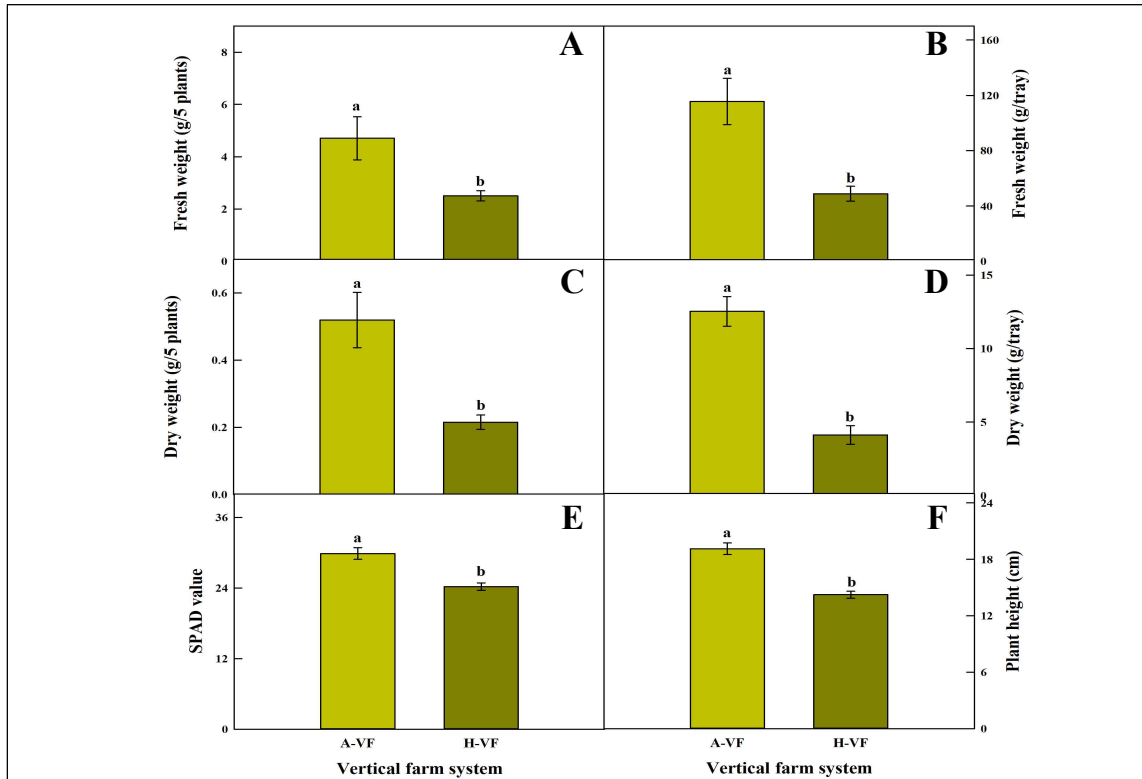 A
8
6
4
2
0
Fresh weight (g/5 plants)
a
b
B
160
120
80
40
0
Fresh weight (g/tray)
a
b
C
0.6
0.4
0.2
0.0
Dry weight (g/5 plants)
a
b
D
15
10
5
0
Dry weight (g/tray)
a
b
E
36
24
12
0
SPAD value
a
b
A-VF H-VF
Vertical farm system
F
24
18
12
6
0
Plant height (cm)
a
b
A-VF H-VF
Vertical farm system